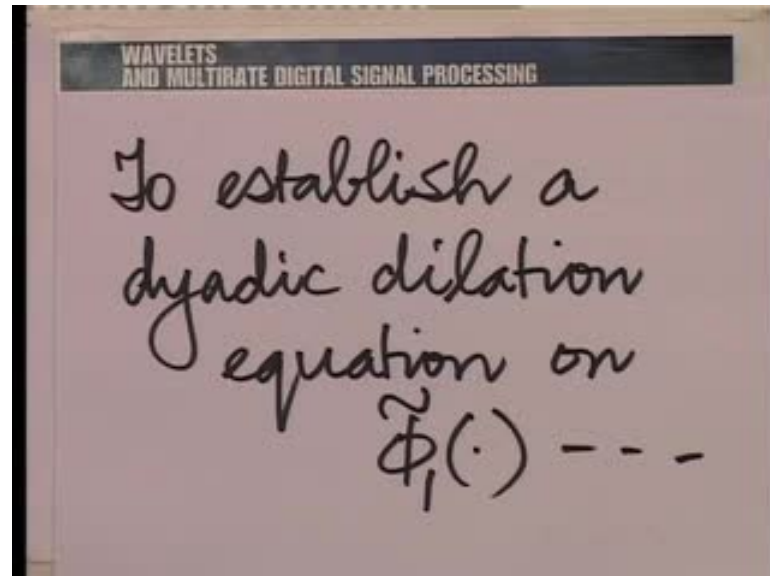 WAVELETS
AND MULTIRATE DIGITAL SIGNAL PROCESSING
To establish a
dyadic dilation
equation on
φ̃₁(·) - - -